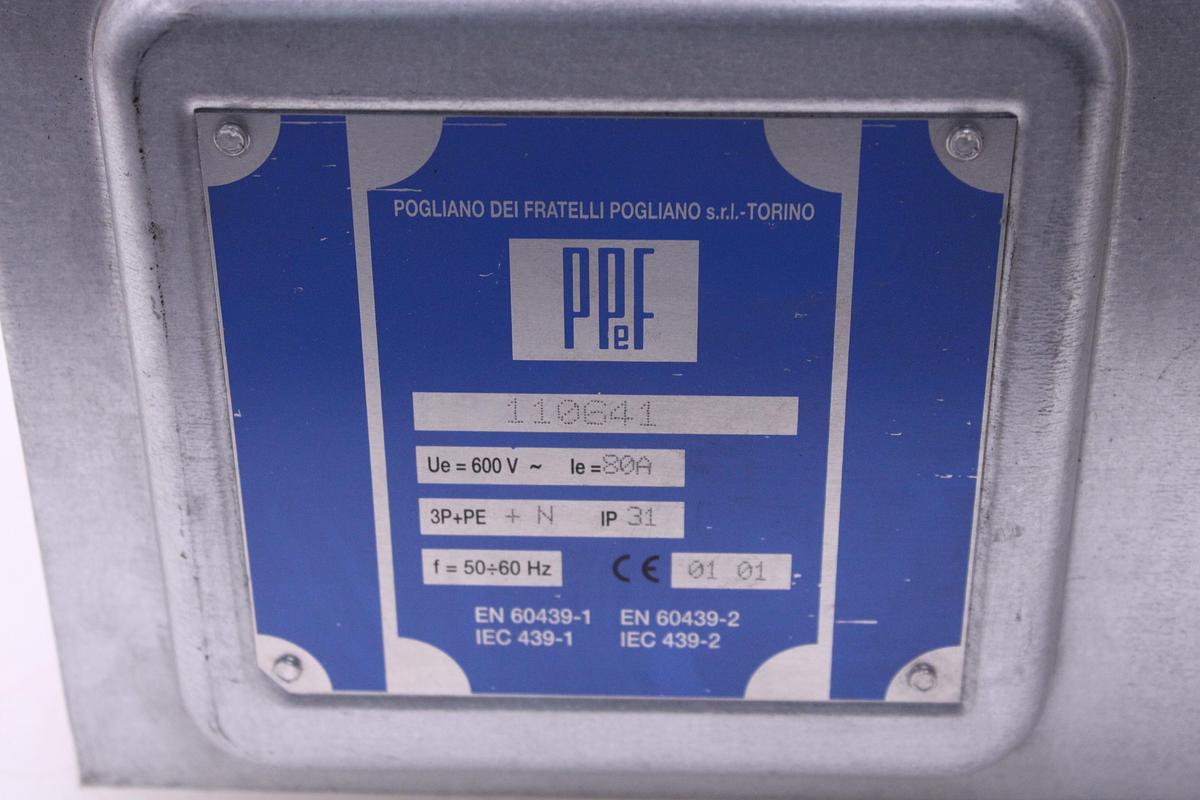 POGLIANO DEI FRATELLI POGLIANO s.r.l.-TORINO
PPeF
110641
Ue = 600 V ~ Ie = 80A
3P+PE + N IP 31
f = 50÷60 Hz CE 01 01
EN 60439-1 EN 60439-2
IEC 439-1 IEC 439-2